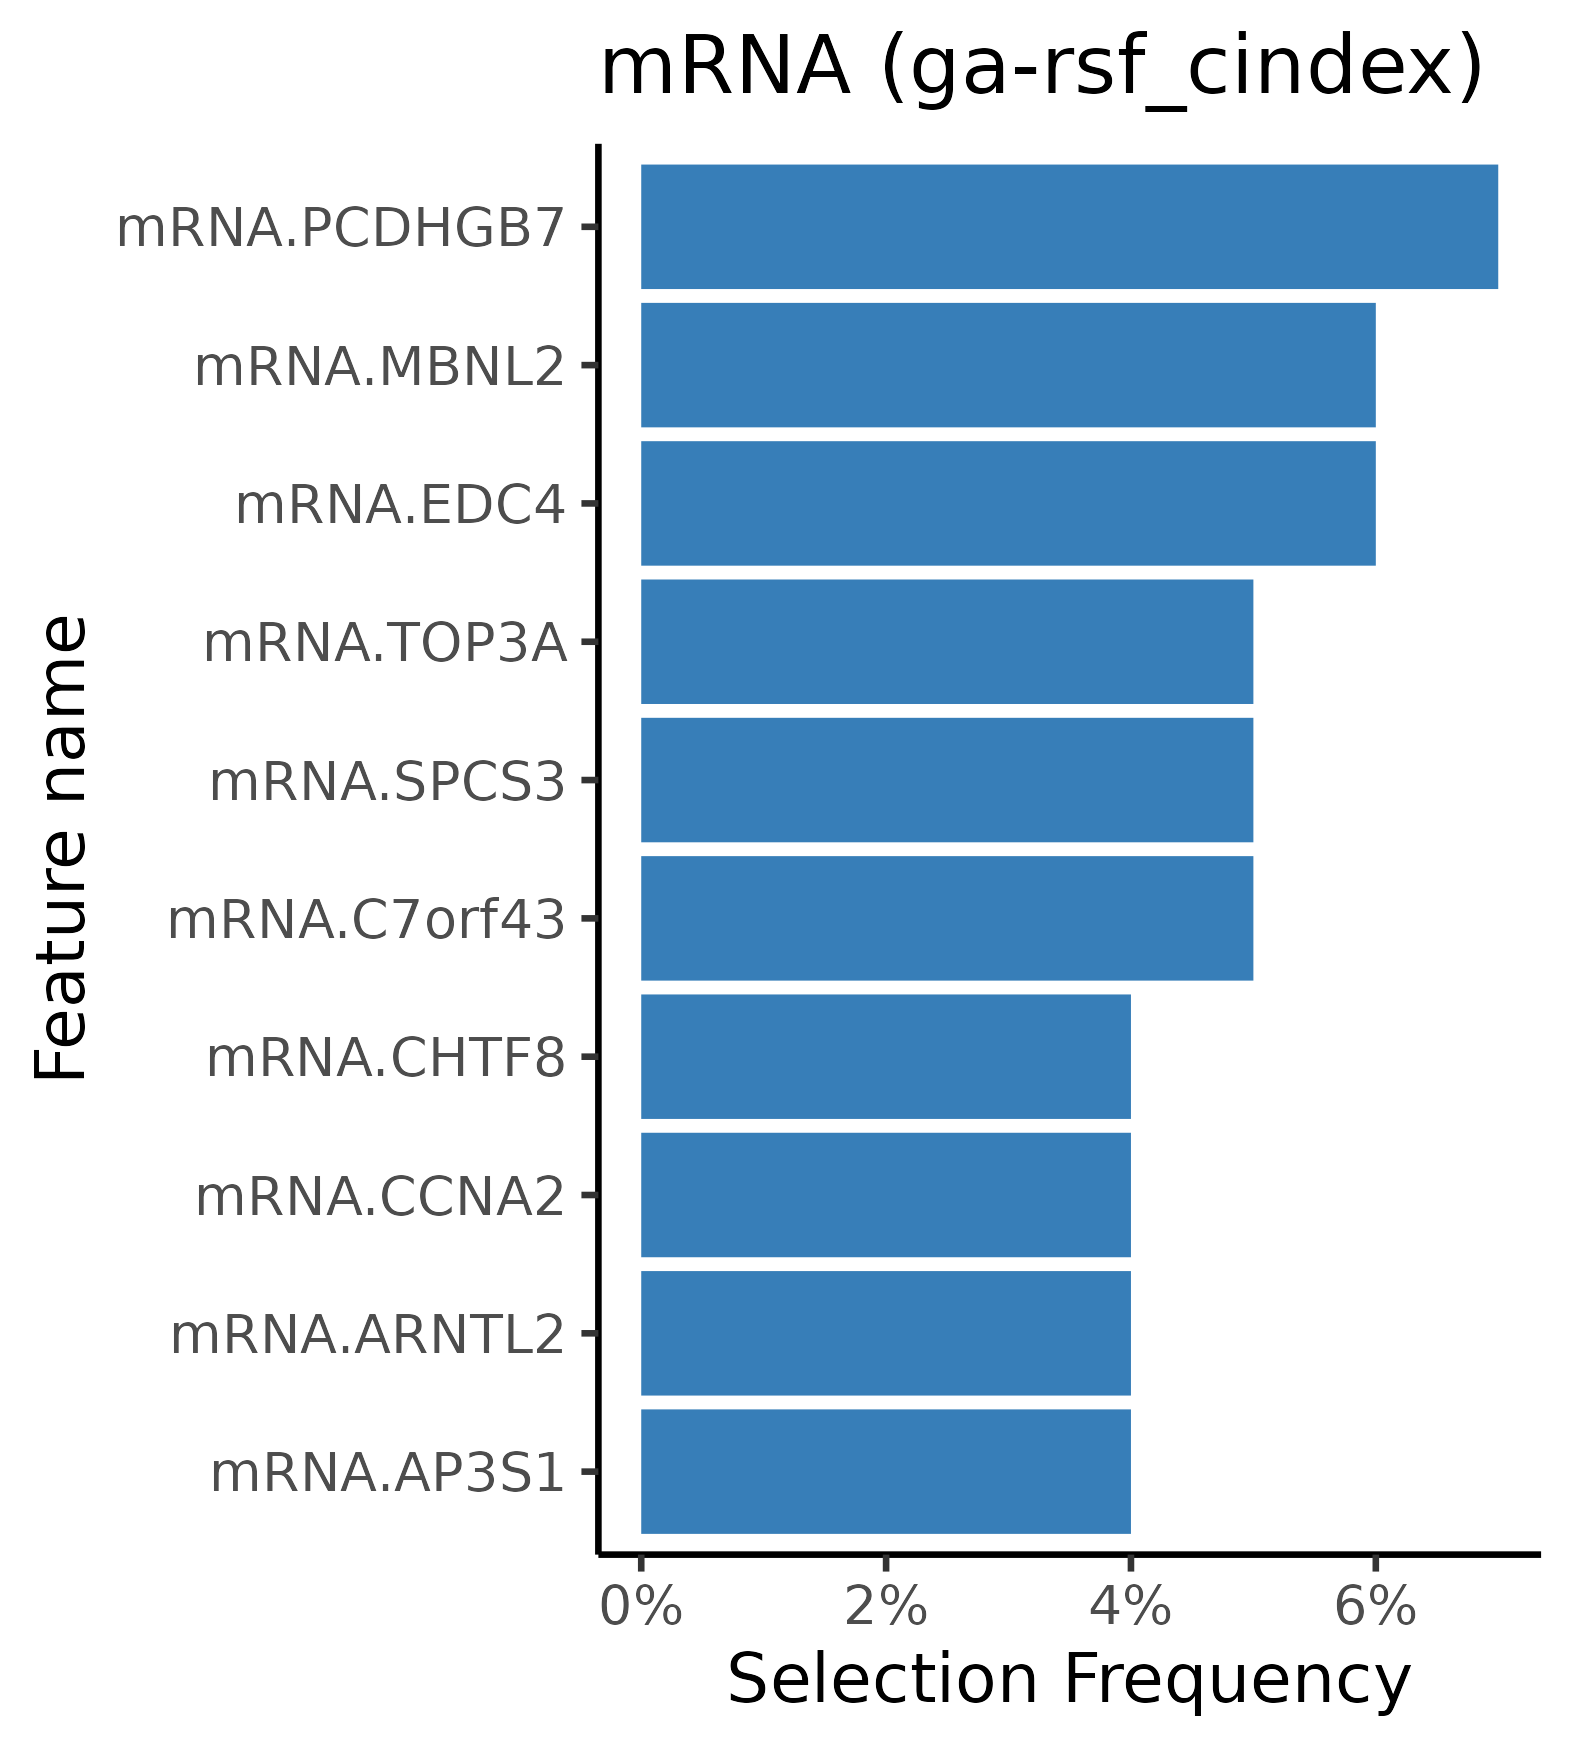 mRNA (ga-rsf_cindex)
mRNA.PCDHGB7
mRNA.MBNL2
mRNA.EDC4
mRNA.TOP3A
mRNA.SPCS3
mRNA.C7orf43
mRNA.CHTF8
mRNA.CCNA2
mRNA.ARNTL2
mRNA.AP3S1
Feature name
0% 2% 4% 6%
Selection Frequency